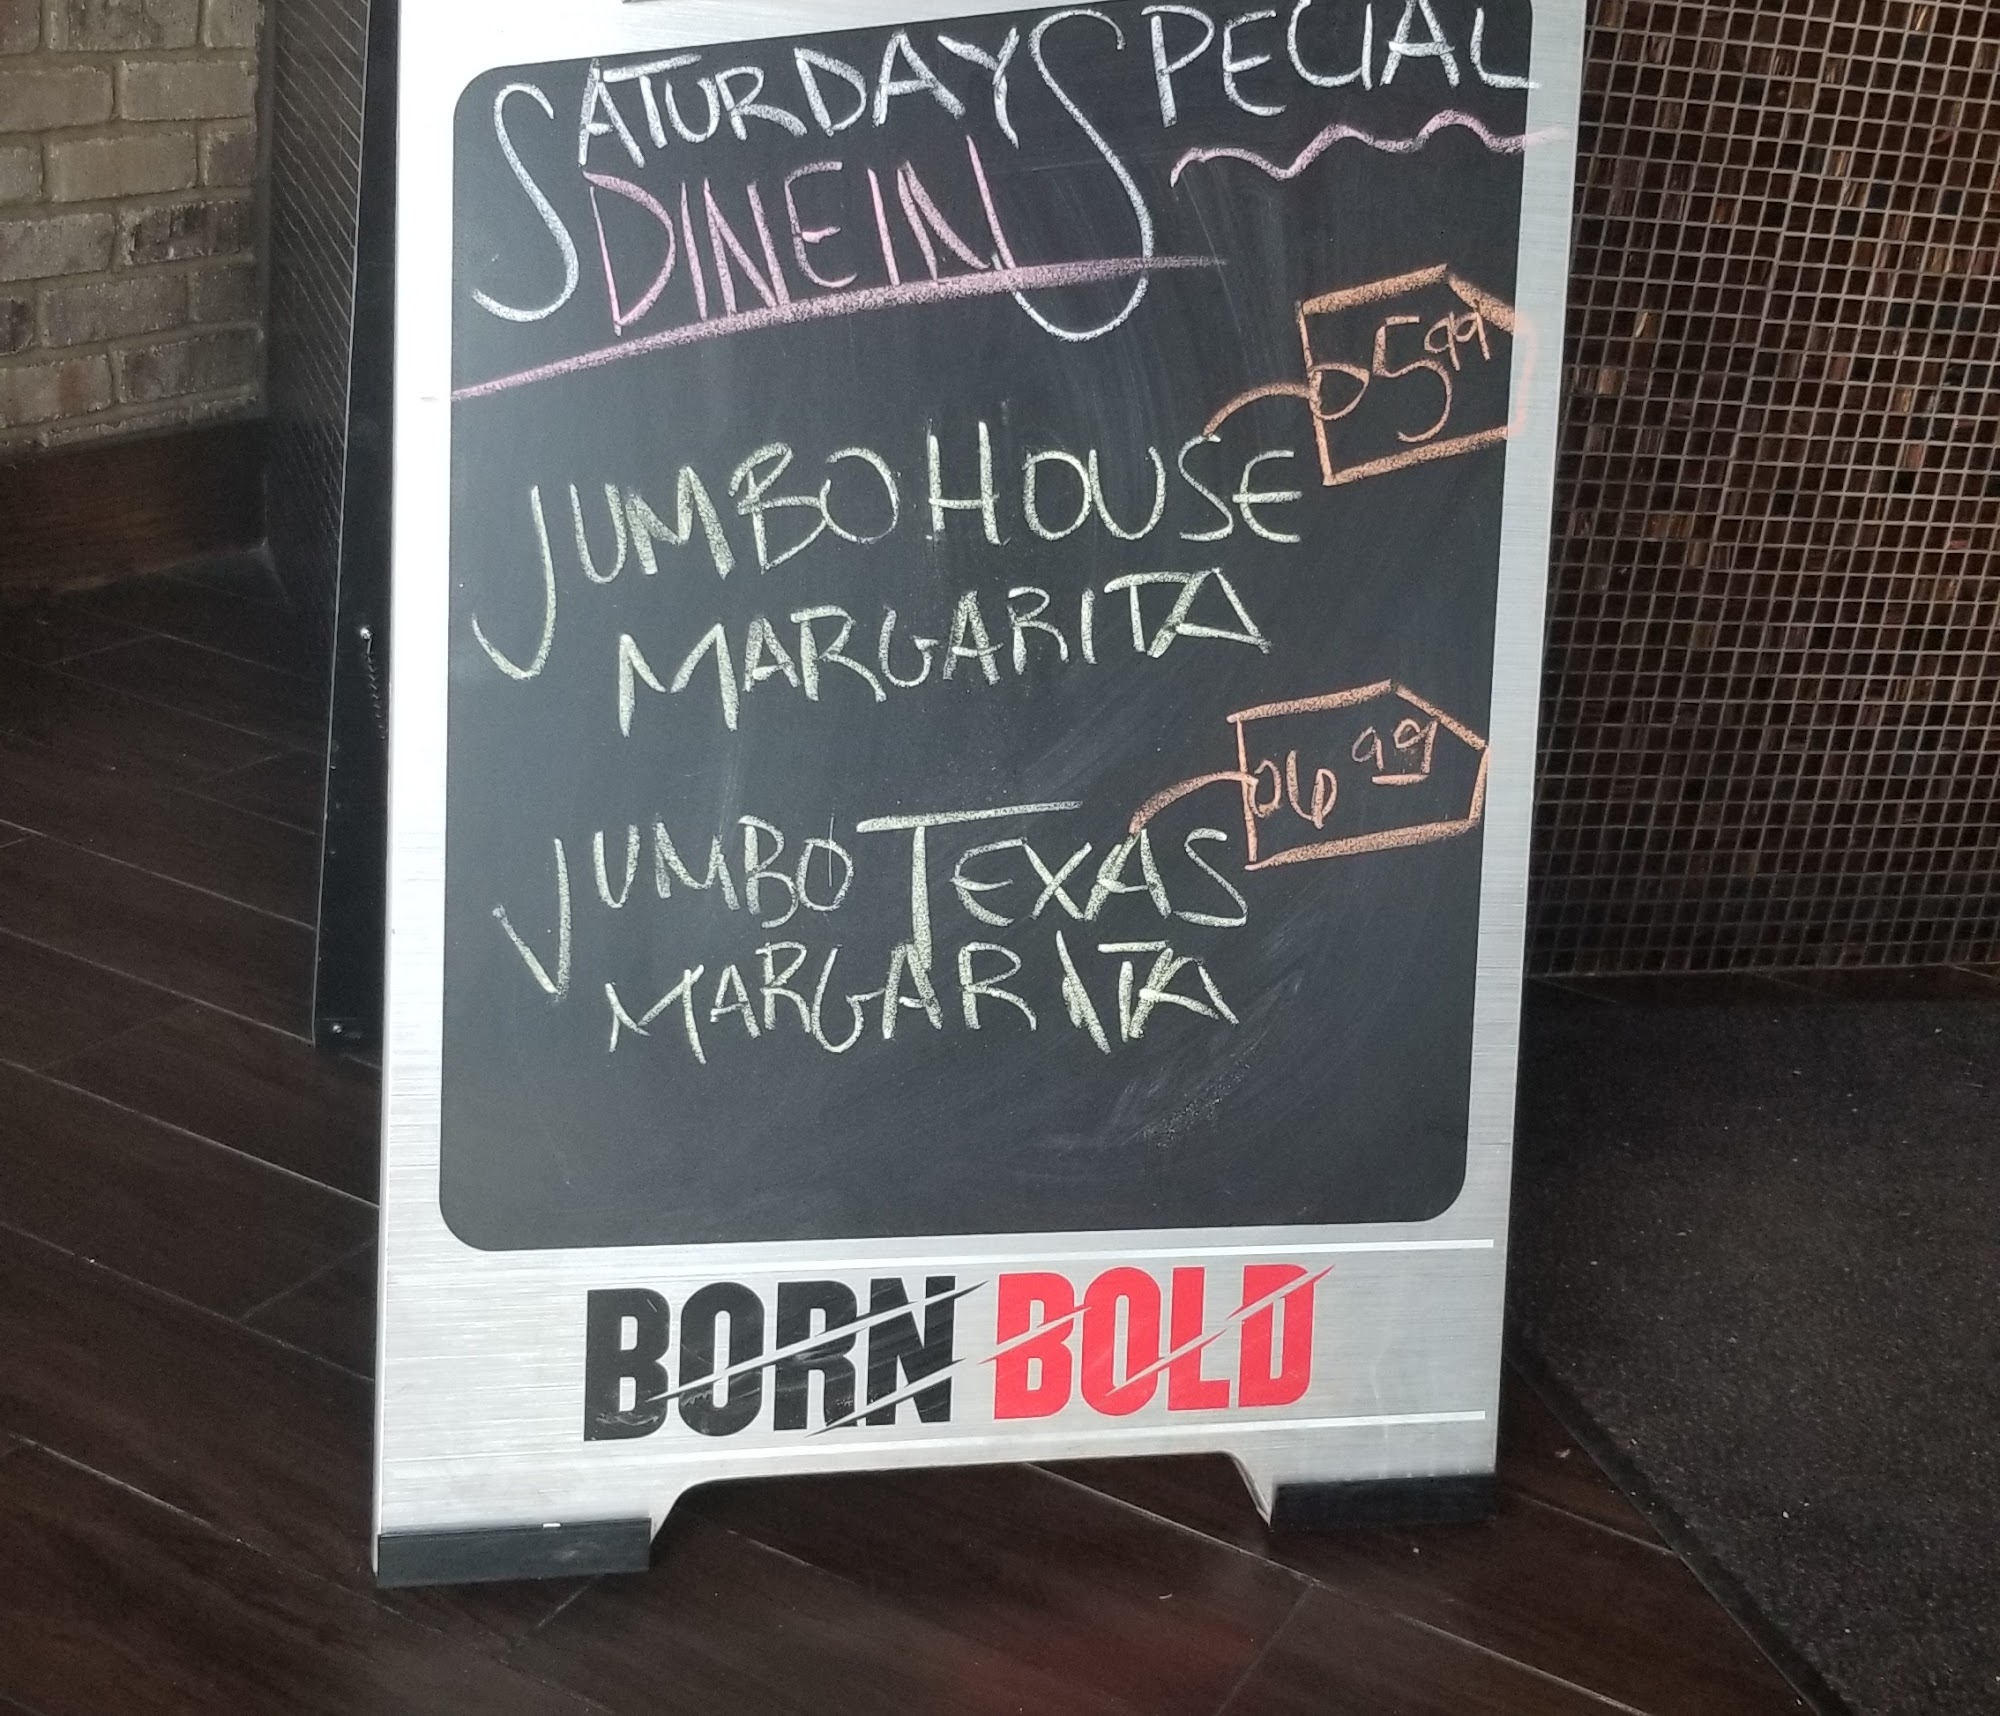 SATURDAY SPECIAL
DINE IN
5.99
JUMBO HOUSE
MARGARITA
6.99
JUMBO TEXAS
MARGARITA
BORN BOLD